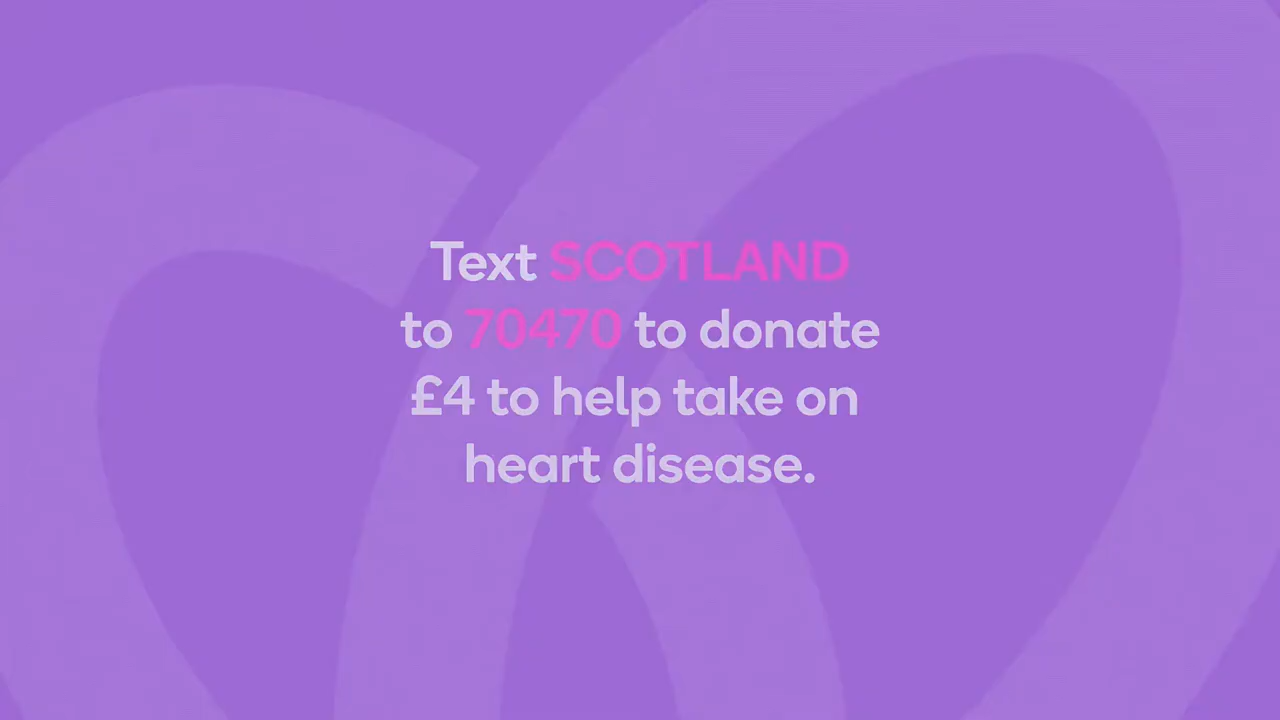 Text SCOTLAND
to 70470 to donate
£4 to help take on
heart disease.